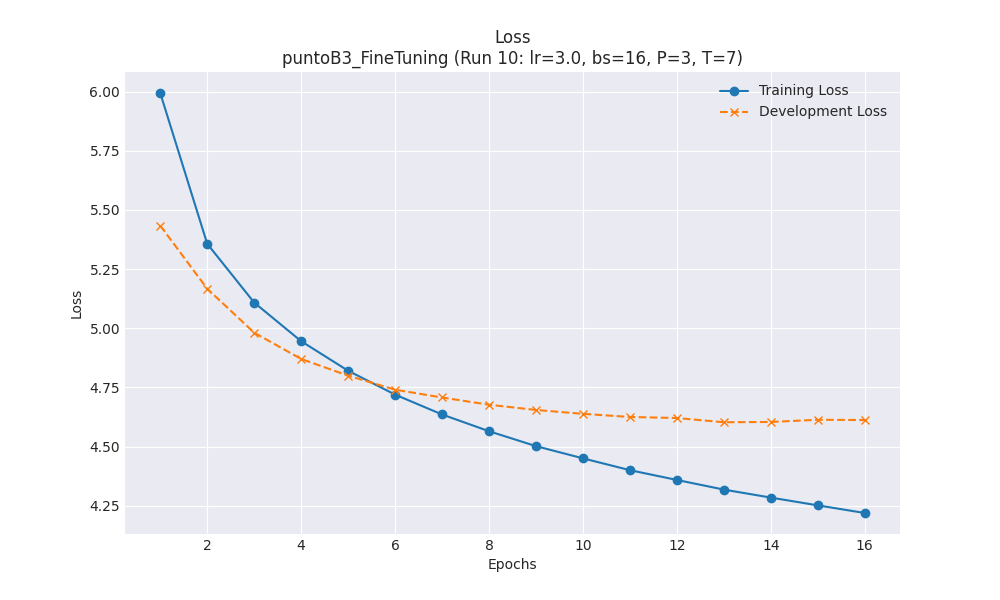 Loss
puntoB3_FineTuning (Run 10: lr=3.0, bs=16, P=3, T=7)
Training Loss
Development Loss
6.00
5.75
5.50
5.25
5.00
4.75
4.50
4.25
Loss
2 4 6 8 10 12 14 16
Epochs